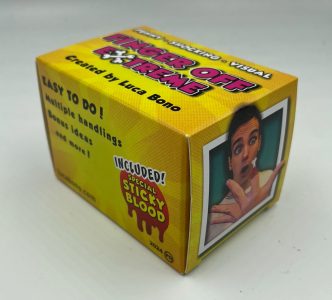 SHOCKING · VISUAL
FINGER OFF
EXTREME
Created by Luca Bono
EASY TO DO!
Multiple handlings
Bonus ideas
and more!
INCLUDED!
SPECIAL
STICKY
BLOOD
2024